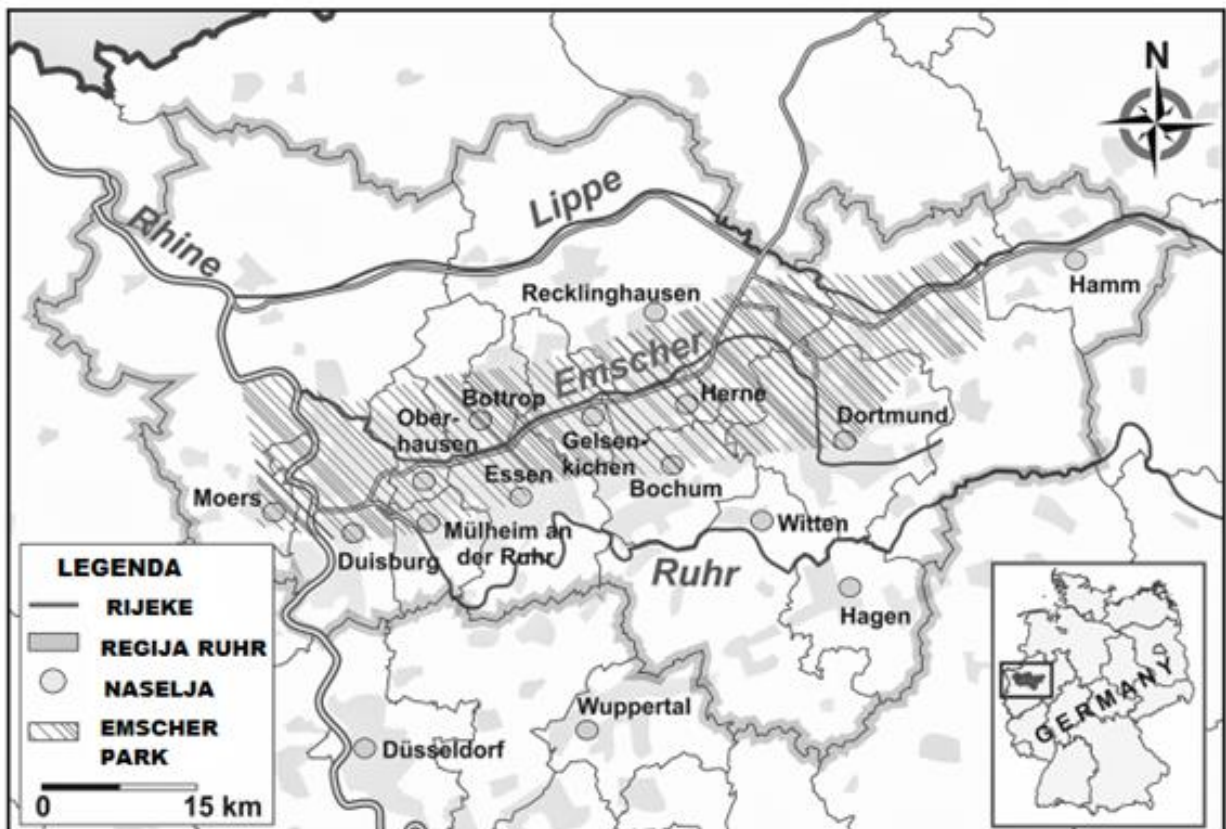 N
Rhine
Lippe
Hamm
Recklinghausen
Emscher
Bottrop
Herne
Ober-
hausen
Dortmund
Gelsen-
kichen
Essen
Moers
Bochum
Witten
Mülheim an
der Ruhr
Duisburg
Ruhr
Hagen
Wuppertal
Düsseldorf
LEGENDA
RIJEKE
REGIJA RUHR
NASELJA
EMSCHER
PARK
0 15 km
GERMANY